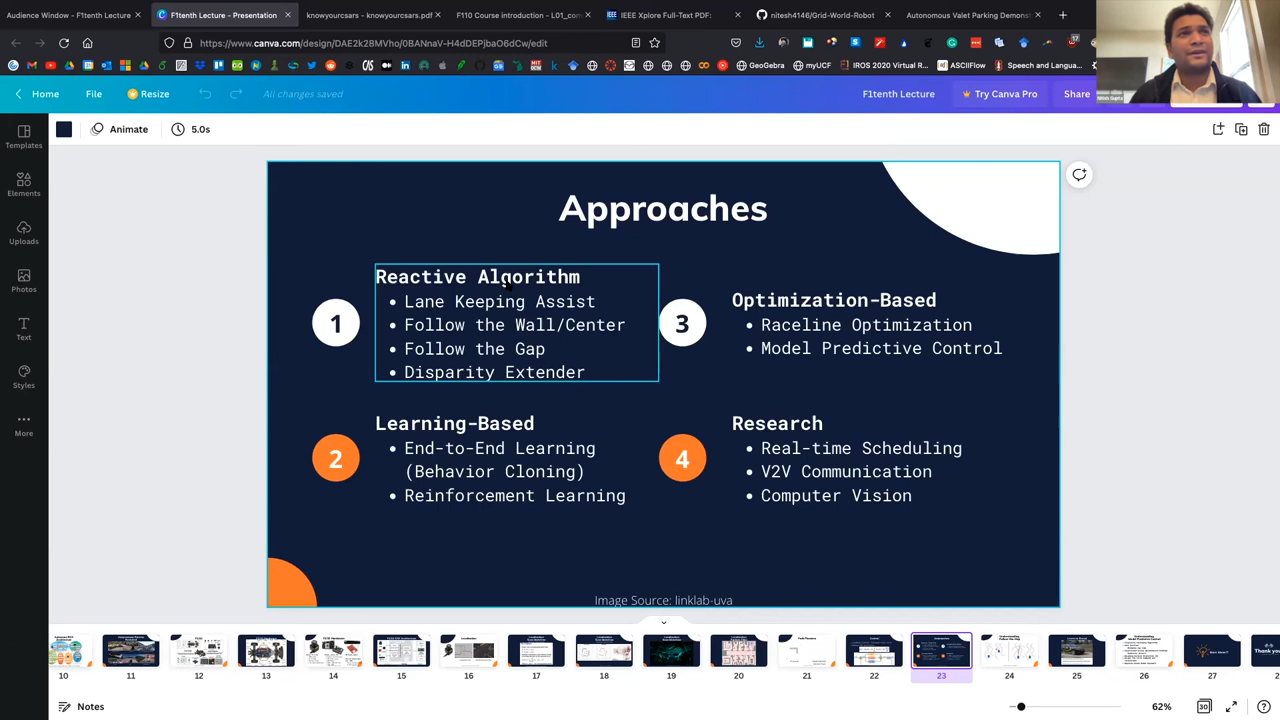 Audience Window - F1tenth Lecture
F1tenth Lecture - Presentation
knowyourcsars - knowyourcsars.pdf
F110 Course introduction - L01_con
IEEE Xplore Full-Text PDF:
nitesh4146/Grid-World-Robot
Autonomous Valet Parking Demons
https://www.canva.com/design/DAE2k28MVho/0BANnaV-H4dDEPjbaO6dCw/edit
GeoGebra
myUCF
IROS 2020 Virtual R...
ASCIIFlow
Speech and Langua...
Home
File
Resize
All changes saved
F1tenth Lecture
Try Canva Pro
Share
Animate
5.0s
Templates
Elements
Uploads
Photos
Text
Styles
More
Approaches
1
Reactive Algorithm
• Lane Keeping Assist
• Follow the Wall/Center
• Follow the Gap
• Disparity Extender
2
Learning-Based
• End-to-End Learning
(Behavior Cloning)
• Reinforcement Learning
3
Optimization-Based
• Raceline Optimization
• Model Predictive Control
4
Research
• Real-time Scheduling
• V2V Communication
• Computer Vision
Image Source: linklab-uva
10 11 12 13 14 15 16 17 18 19 20 21 22 23 24 25 26 27
Notes
62%
30